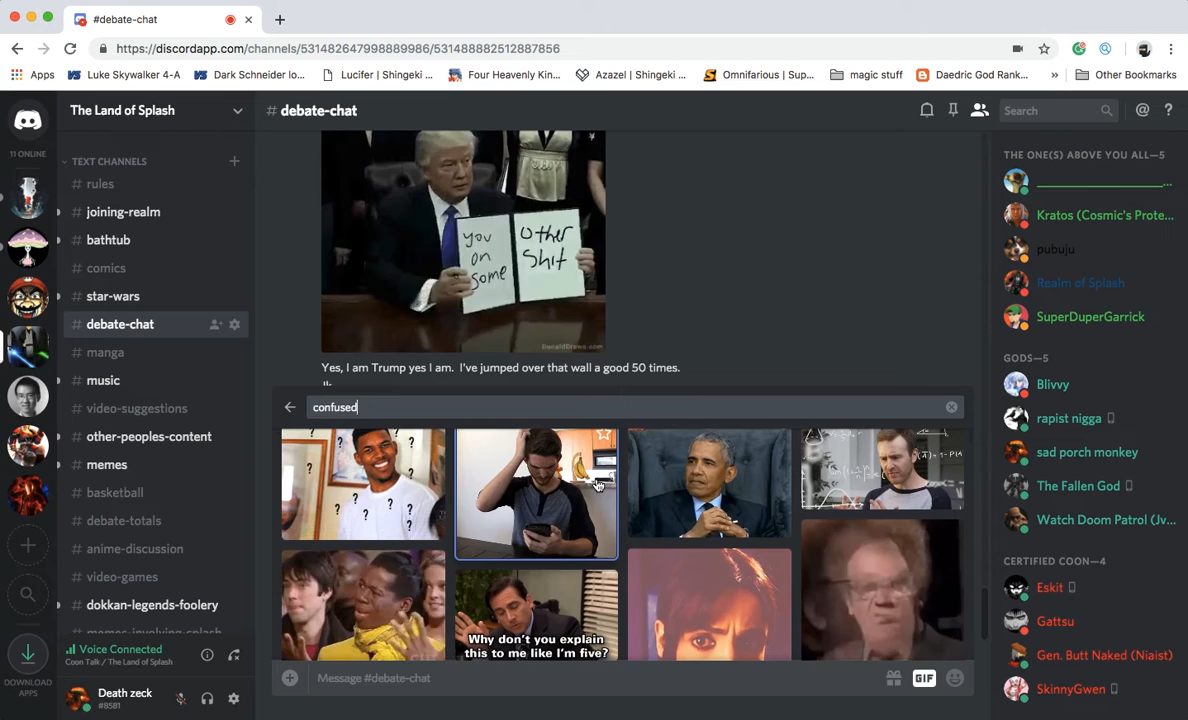 #debate-chat
https://discordapp.com/channels/531482647998889986/531488882512887856
Apps
Luke Skywalker 4-A
Dark Schneider lo...
Lucifer | Shingeki ...
Four Heavenly Kin...
Azazel | Shingeki ...
Omnifarious | Sup...
magic stuff
Daedric God Rank...
»
Other Bookmarks
11 ONLINE
The Land of Splash
# debate-chat
Search
TEXT CHANNELS
# rules
# joining-realm
# bathtub
# comics
# star-wars
# debate-chat
# manga
# music
# video-suggestions
# other-peoples-content
# memes
# basketball
# debate-totals
# anime-discussion
# video-games
# dokkan-legends-foolery
# memes-involving-splash
Voice Connected
Coon Talk / The Land of Splash
Death zeck
#8581
DOWNLOAD
APPS
you
on
some
Other
Shit
DonaldDraws.com
Yes, I am Trump yes I am. I've jumped over that wall a good 50 times.
confused
Why don't you explain
this to me like I'm five?
Message #debate-chat
GIF
THE ONE(S) ABOVE YOU ALL—5
Kratos (Cosmic's Prote...
pubuju
Realm of Splash
SuperDuperGarrick
GODS—5
Blivvy
rapist nigga
sad porch monkey
The Fallen God
Watch Doom Patrol (Jv...
CERTIFIED COON—4
Eskit
Gattsu
Gen. Butt Naked (Niaist)
SkinnyGwen